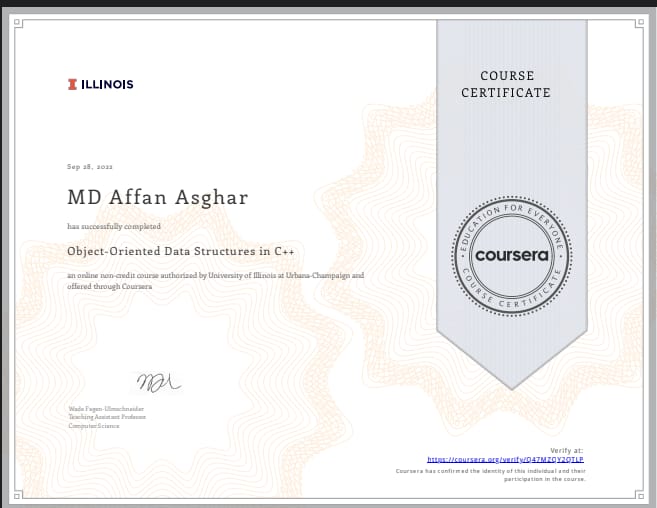 ILLINOIS
COURSE
CERTIFICATE
Sep 28, 2022
MD Affan Asghar
has successfully completed
Object-Oriented Data Structures in C++
an online non-credit course authorized by University of Illinois at Urbana-Champaign and
offered through Coursera
EDUCATION FOR EVERYONE
coursera
COURSE CERTIFICATE
Wade Fagen-Ulmschneider
Teaching Assistant Professor
Computer Science
Verify at:
https://coursera.org/verify/Q47MZQY2QTLP
Coursera has confirmed the identity of this individual and their
participation in the course.